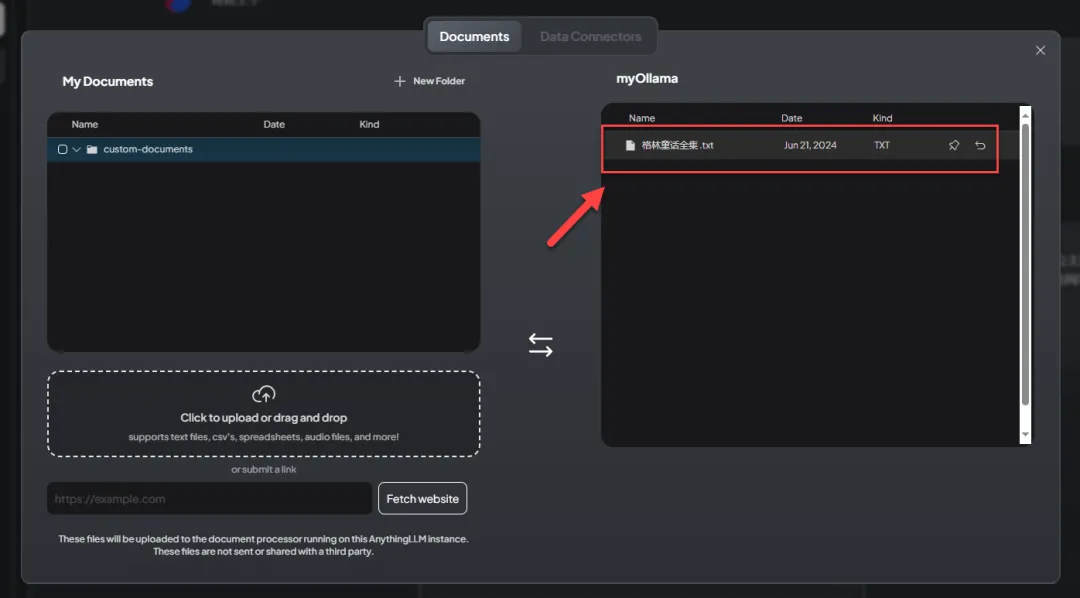 Documents
Data Connectors
My Documents
New Folder
Name
Date
Kind
custom-documents
Click to upload or drag and drop
supports text files, csv's, spreadsheets, audio files, and more!
or submit a link
https://example.com
Fetch website
These files will be uploaded to the document processor running on this AnythingLLM instance.
These files are not sent or shared with a third party.
myOllama
Name
Date
Kind
格林童话全集 .txt
Jun 21, 2024
TXT